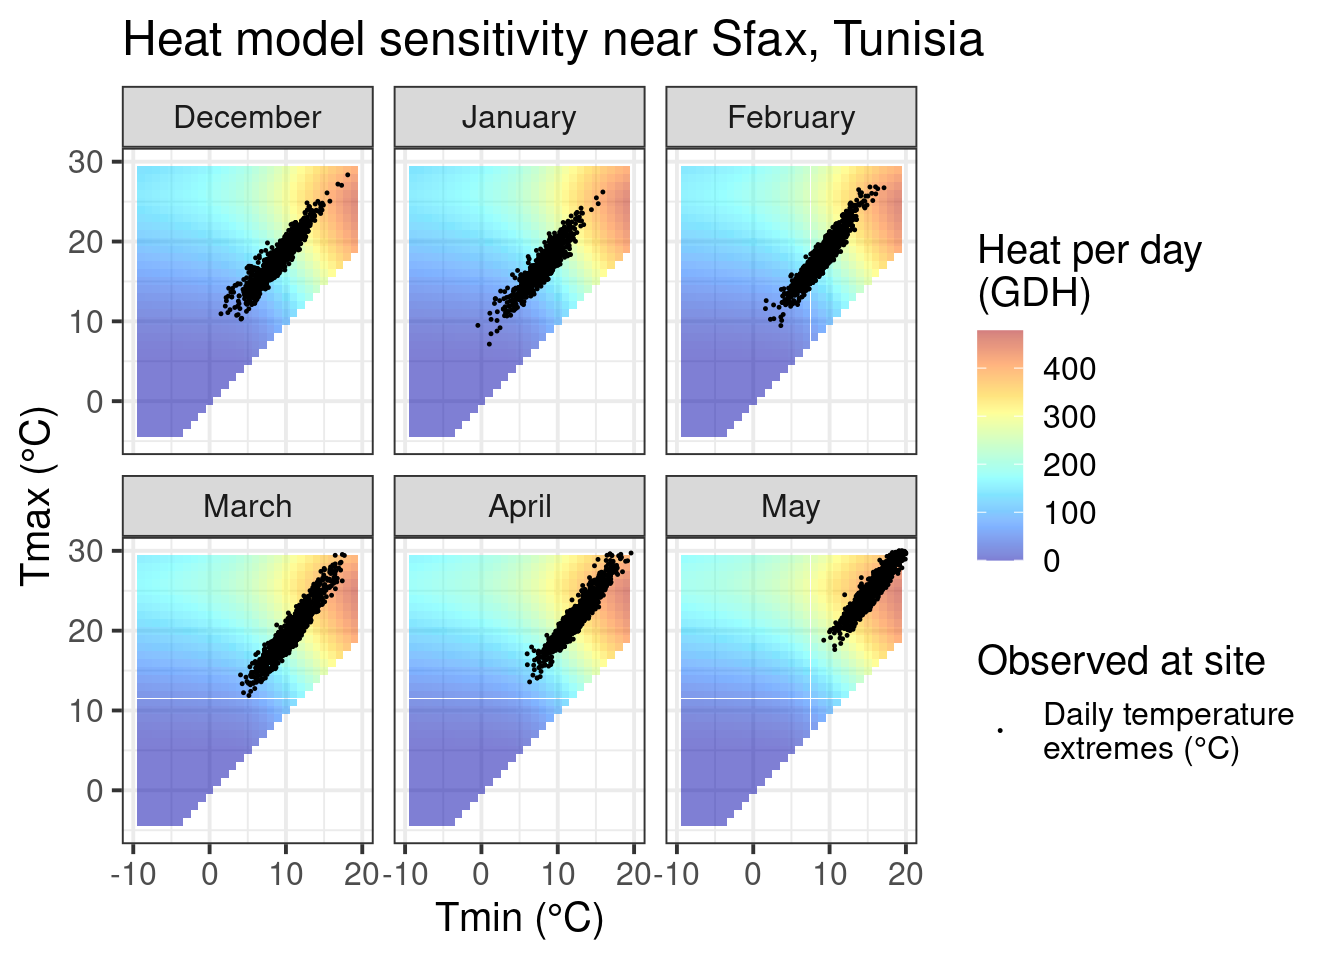 Heat model sensitivity near Sfax, Tunisia
December
January
February
30
20
10
0
March
April
May
30
20
10
0
-10 0 10 20 -10 0 10 20 -10 0 10 20
Tmin (°C)
Tmax (°C)
Heat per day
(GDH)
400
300
200
100
0
Observed at site
Daily temperature
extremes (°C)